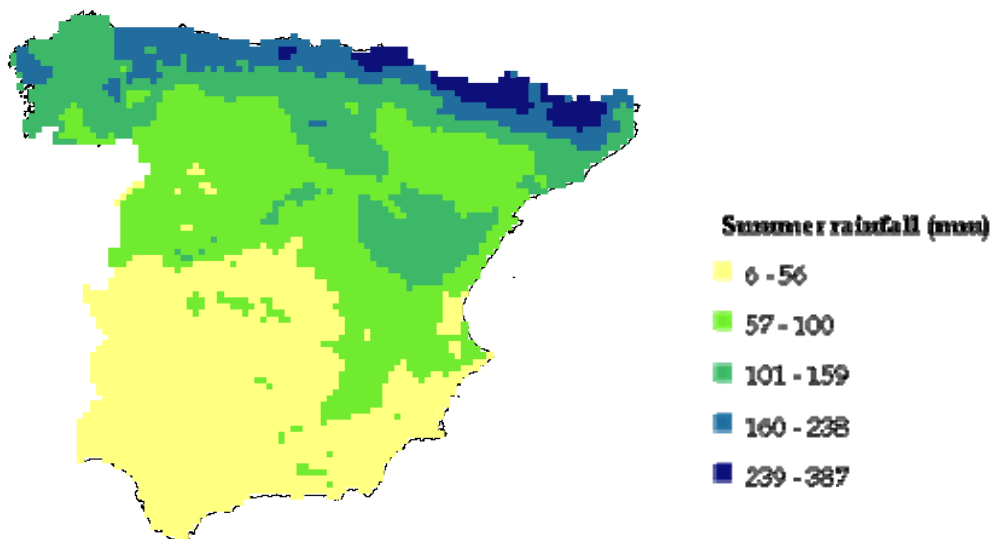 Summer rainfall (mm)
6 - 56
57 - 100
101 - 159
160 - 238
239 - 387